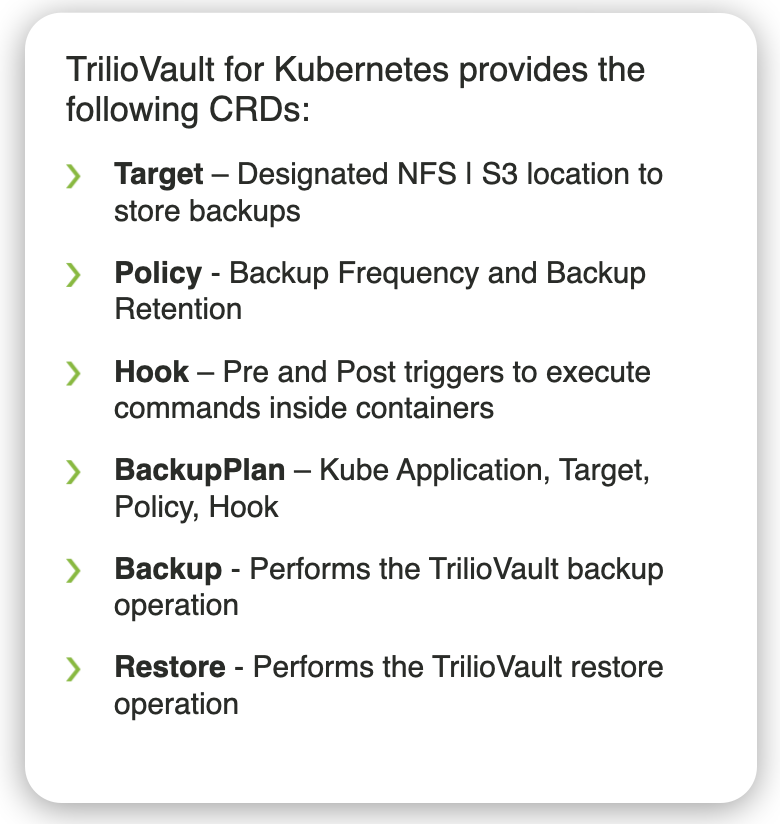 TrilioVault for Kubernetes provides the
following CRDs:
Target – Designated NFS | S3 location to
store backups
Policy - Backup Frequency and Backup
Retention
Hook – Pre and Post triggers to execute
commands inside containers
BackupPlan – Kube Application, Target,
Policy, Hook
Backup - Performs the TrilioVault backup
operation
Restore - Performs the TrilioVault restore
operation